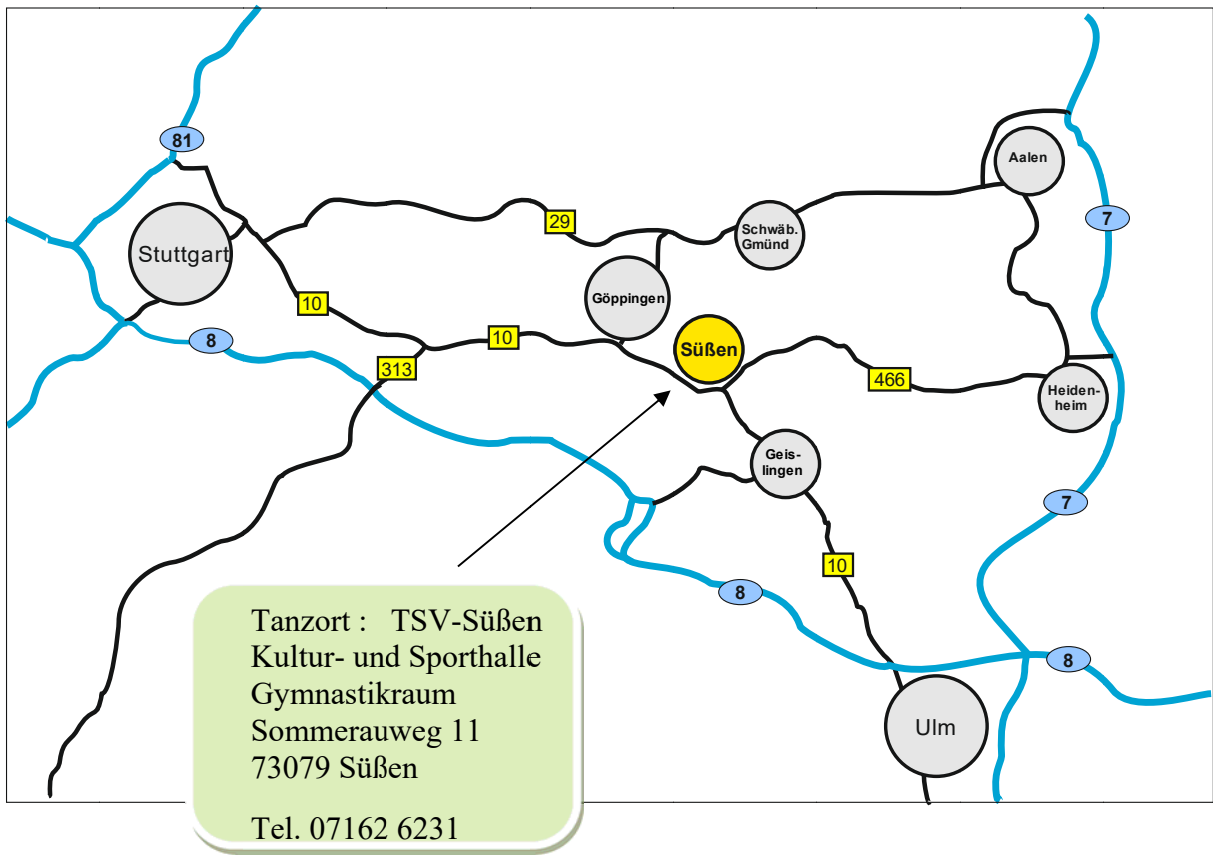 81
Aalen
29
7
Schwäb.
Gmünd
Stuttgart
Göppingen
10
10
8
Süßen
313
466
Heiden-
heim
Geis-
lingen
7
10
8
8
Ulm
Tanzort : TSV-Süßen
Kultur- und Sporthalle
Gymnastikraum
Sommerauweg 11
73079 Süßen
Tel. 07162 6231